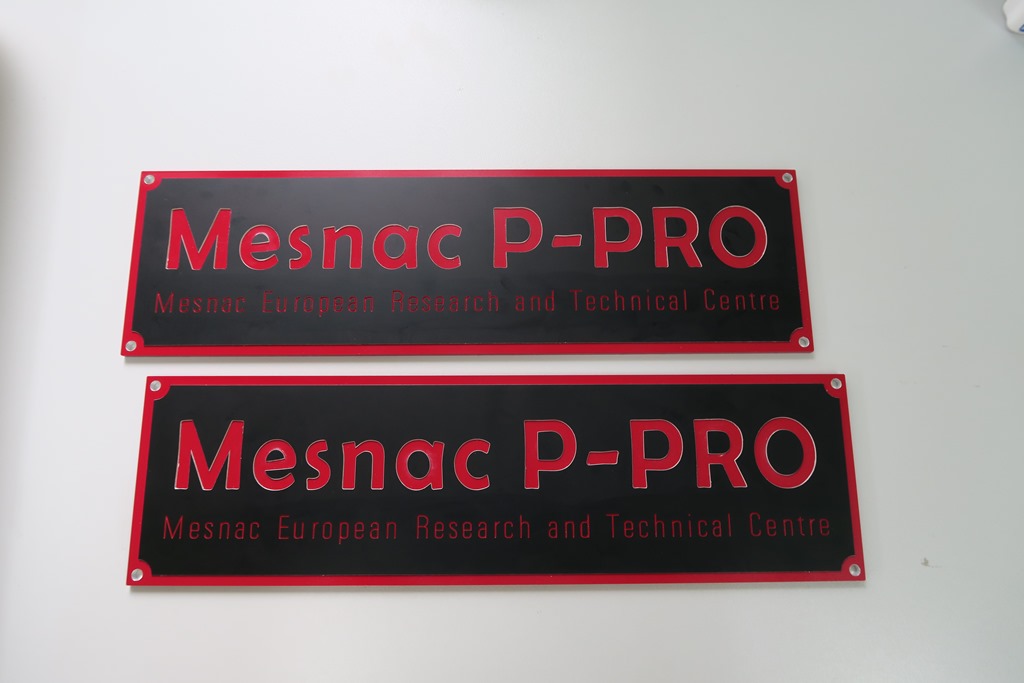 Mesnac P-PRO
Mesnac European Research and Technical Centre
Mesnac P-PRO
Mesnac European Research and Technical Centre